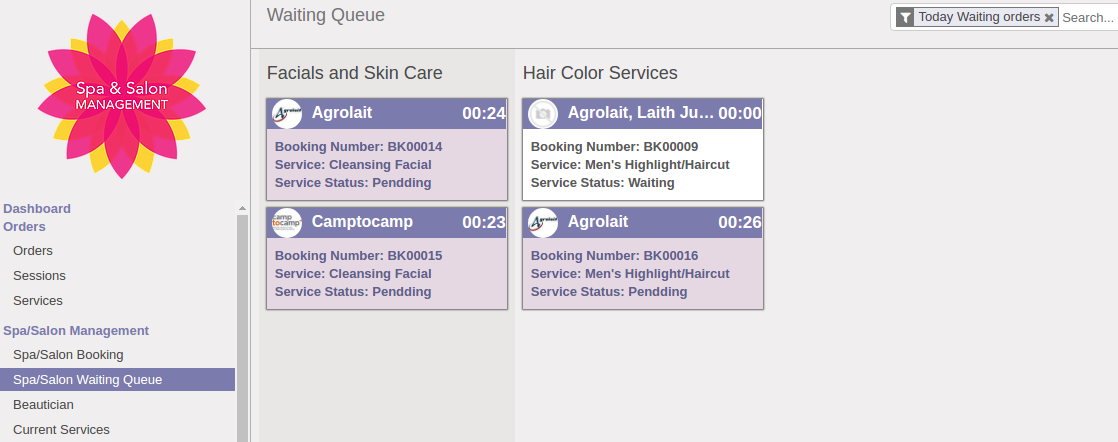 Spa & Salon
MANAGEMENT
Dashboard
Orders
Orders
Sessions
Services
Spa/Salon Management
Spa/Salon Booking
Spa/Salon Waiting Queue
Beautician
Current Services
Waiting Queue
Today Waiting orders
Search...
Facials and Skin Care
Agrolait
Agrolait 00:24
Booking Number: BK00014
Service: Cleansing Facial
Service Status: Pendding
camp
tocamp
Camptocamp 00:23
Booking Number: BK00015
Service: Cleansing Facial
Service Status: Pendding
Hair Color Services
Agrolait, Laith Ju... 00:00
Booking Number: BK00009
Service: Men's Highlight/Haircut
Service Status: Waiting
Agrolait
Agrolait 00:26
Booking Number: BK00016
Service: Men's Highlight/Haircut
Service Status: Pendding